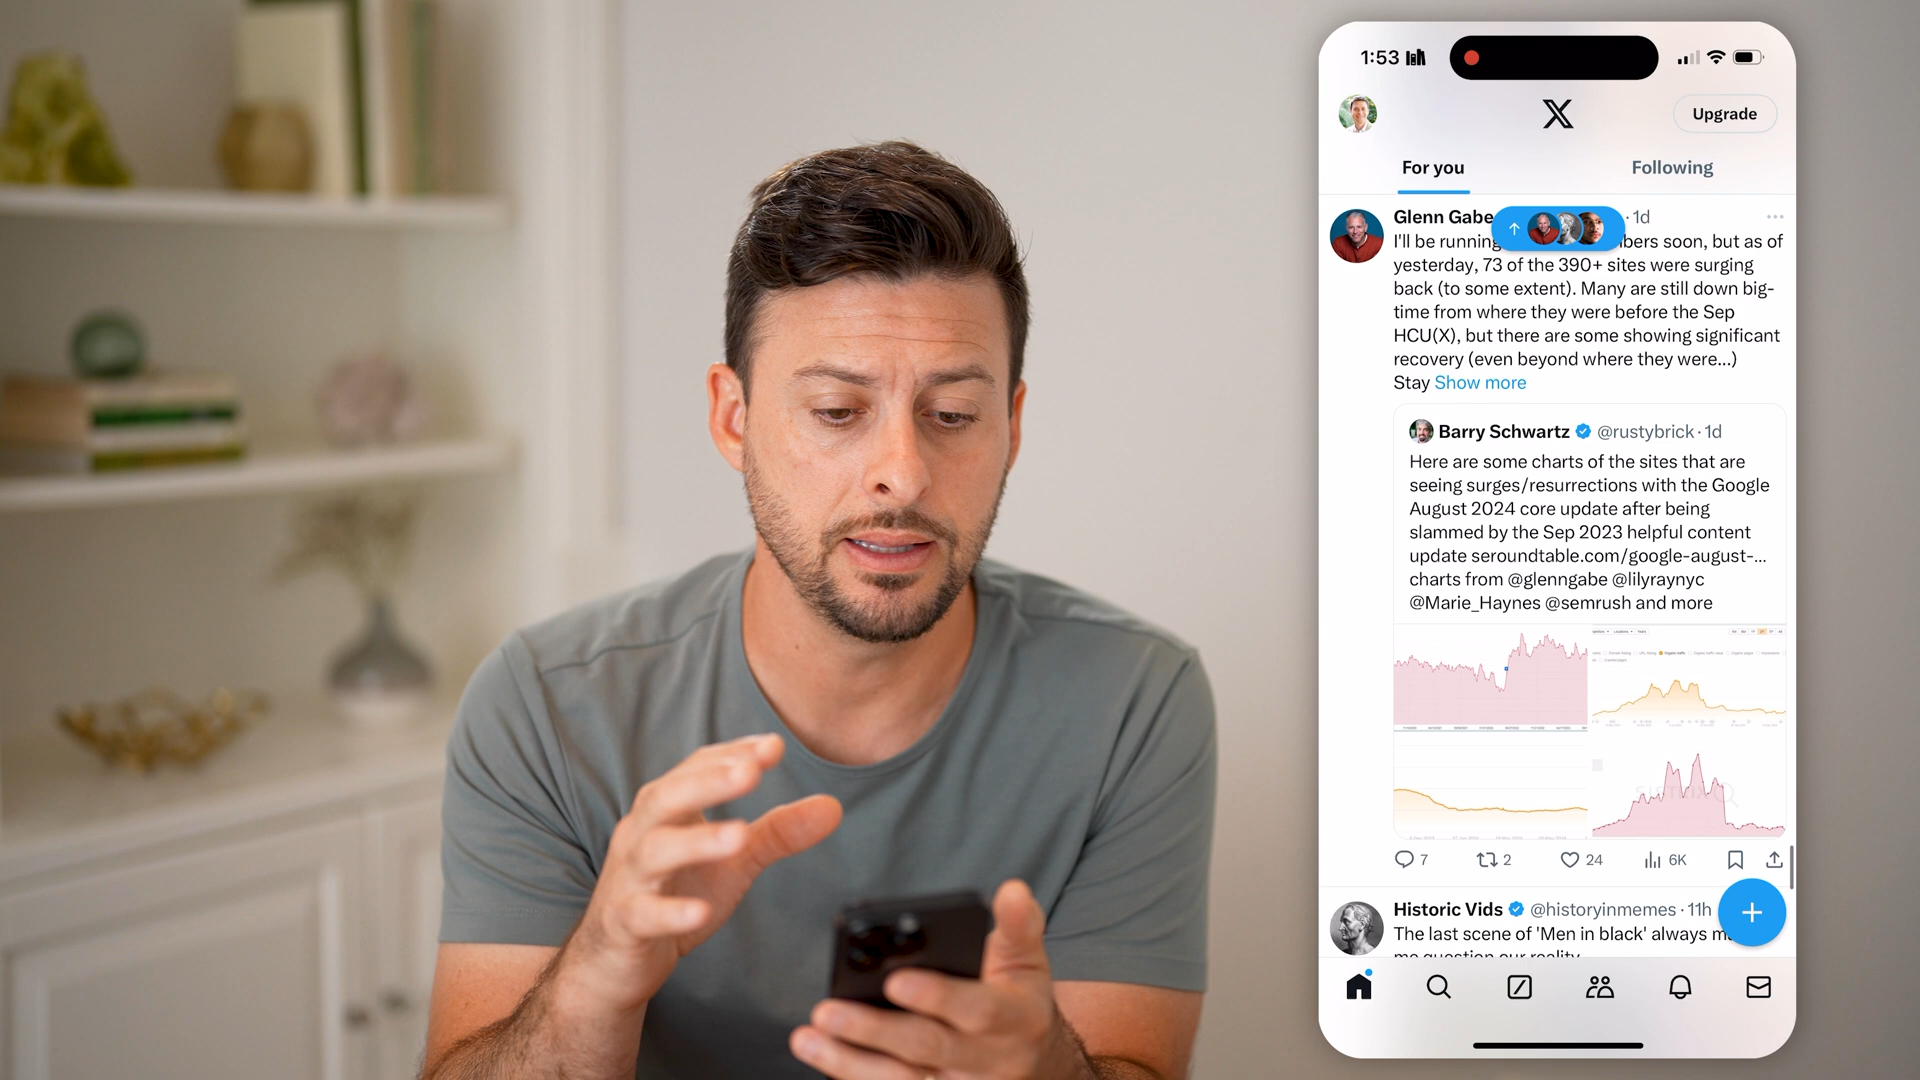 1:53
Upgrade
For you
Following
Glenn Gabe · 1d
I'll be running bers soon, but as of
yesterday, 73 of the 390+ sites were surging
back (to some extent). Many are still down big-
time from where they were before the Sep
HCU(X), but there are some showing significant
recovery (even beyond where they were...)
Stay Show more
Barry Schwartz @rustybrick · 1d
Here are some charts of the sites that are
seeing surges/resurrections with the Google
August 2024 core update after being
slammed by the Sep 2023 helpful content
update seroundtable.com/google-august-...
charts from @glenngabe @lilyraynyc
@Marie_Haynes @semrush and more
7 2 24 6K
Historic Vids @historyinmemes · 11h
The last scene of 'Men in black' always m
me question our reality